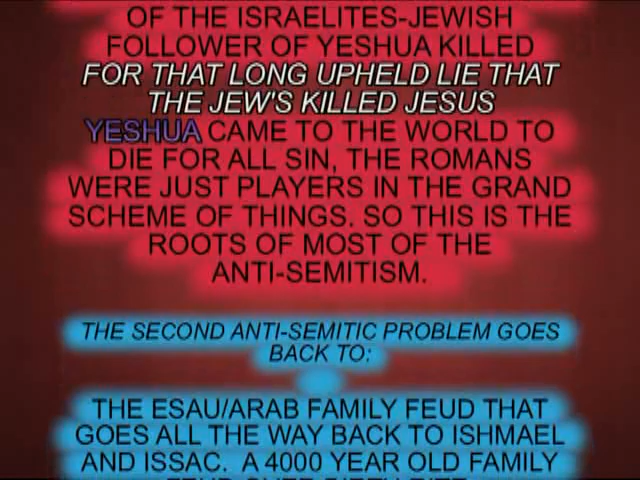 OF THE ISRAELITES-JEWISH
FOLLOWER OF YESHUA KILLED
FOR THAT LONG UPHELD LIE THAT
THE JEW'S KILLED JESUS
YESHUA CAME TO THE WORLD TO
DIE FOR ALL SIN, THE ROMANS
WERE JUST PLAYERS IN THE GRAND
SCHEME OF THINGS. SO THIS IS THE
ROOTS OF MOST OF THE
ANTI-SEMITISM.
THE SECOND ANTI-SEMITIC PROBLEM GOES
BACK TO:
THE ESAU/ARAB FAMILY FEUD THAT
GOES ALL THE WAY BACK TO ISHMAEL
AND ISSAC. A 4000 YEAR OLD FAMILY